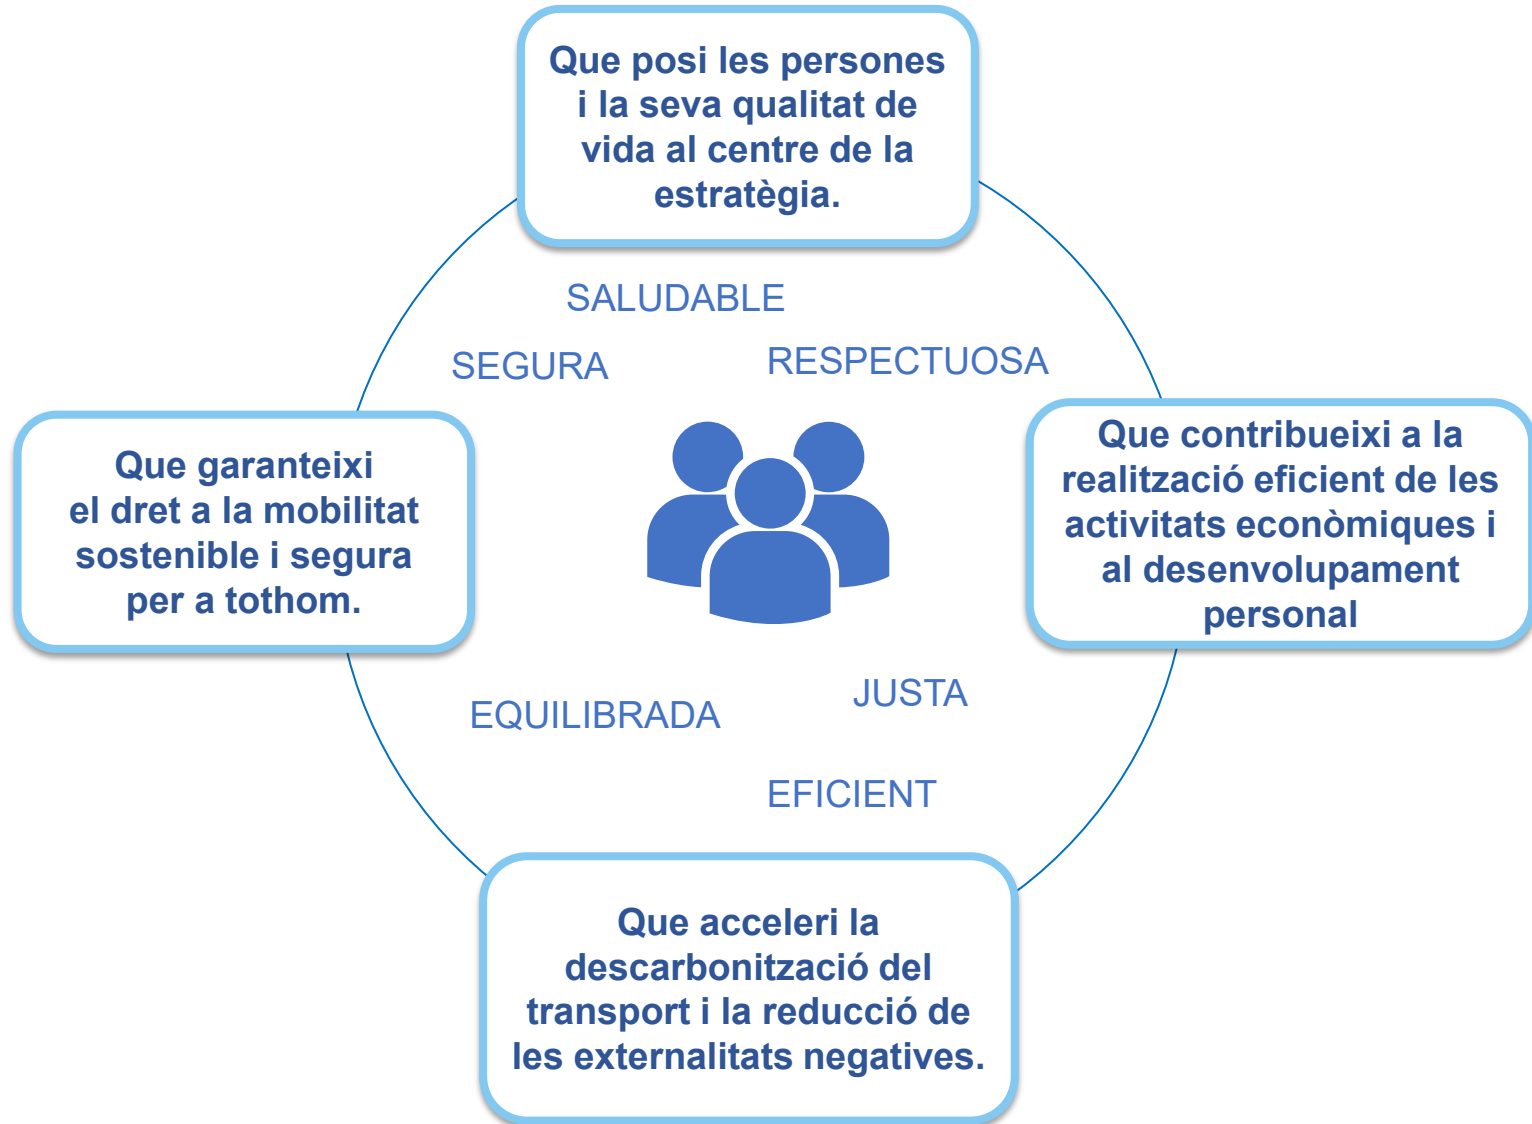 Que posi les persones
i la seva qualitat de
vida al centre de la
estratègia.
SALUDABLE
SEGURA
RESPECTUOSA
Que garanteixi
el dret a la mobilitat
sostenible i segura
per a tothom.
Que contribueixi a la
realització eficient de les
activitats econòmiques i
al desenvolupament
personal
EQUILIBRADA
JUSTA
EFICIENT
Que acceleri la
descarbonització del
transport i la reducció de
les externalitats negatives.